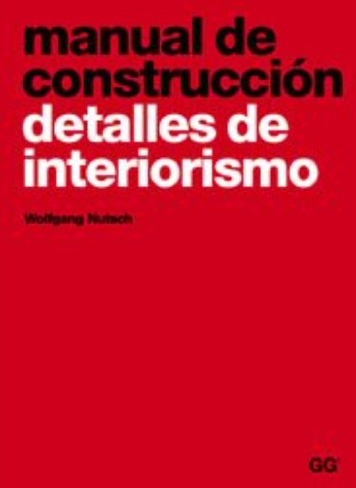 manual de
construcción
detalles de
interiorismo
Wolfgang Nutsch
GG®